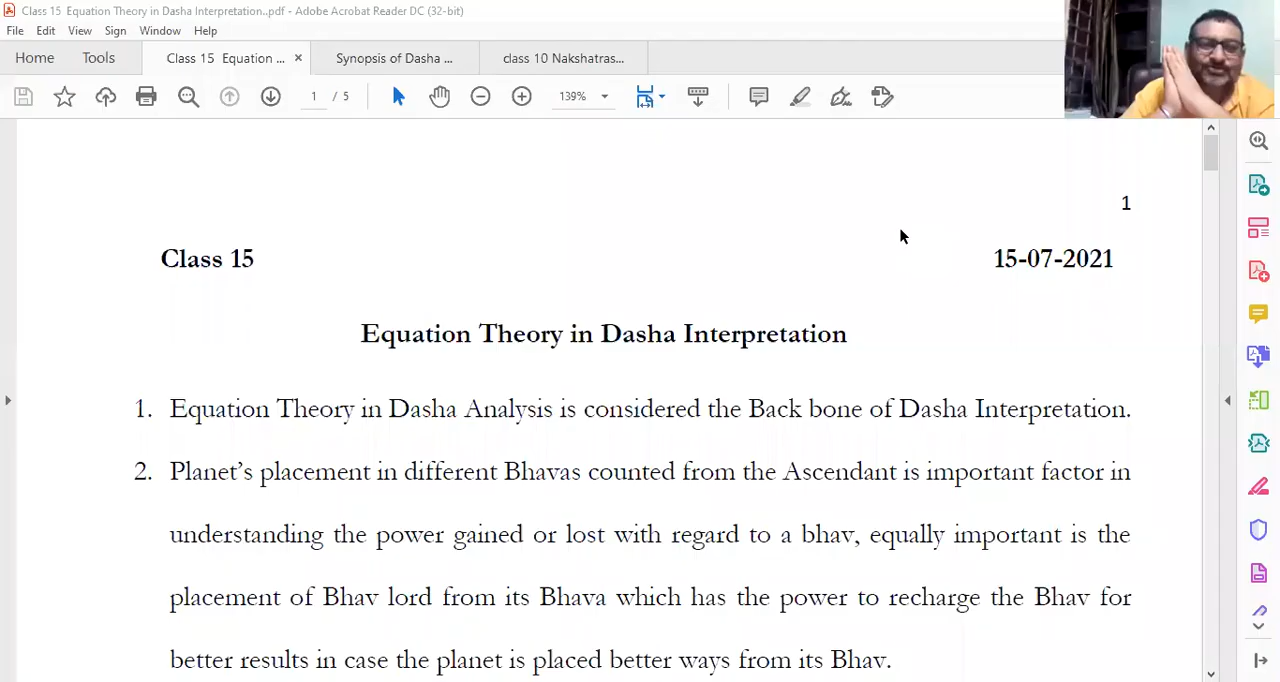 Class 15 Equation Theory in Dasha Interpretation..pdf - Adobe Acrobat Reader DC (32-bit)
File Edit View Sign Window Help
Home Tools Class 15 Equation ... × Synopsis of Dasha ... class 10 Nakshatras...
1 / 5 139%
1
Class 15 15-07-2021
Equation Theory in Dasha Interpretation
1. Equation Theory in Dasha Analysis is considered the Back bone of Dasha Interpretation.
2. Planet's placement in different Bhavas counted from the Ascendant is important factor in
understanding the power gained or lost with regard to a bhav, equally important is the
placement of Bhav lord from its Bhava which has the power to recharge the Bhav for
better results in case the planet is placed better ways from its Bhav.